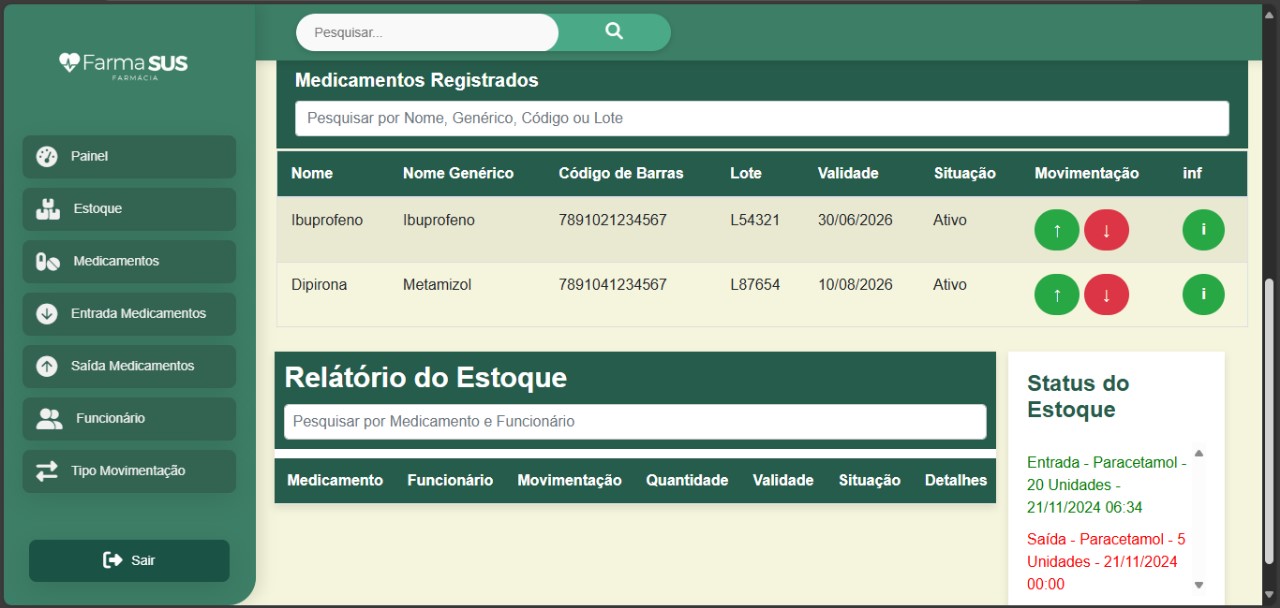 Farma SUS
FARMÁCIA
Painel
Estoque
Medicamentos
Entrada Medicamentos
Saída Medicamentos
Funcionário
Tipo Movimentação
Sair
Pesquisar...
Medicamentos Registrados
Pesquisar por Nome, Genérico, Código ou Lote
Nome Nome Genérico Código de Barras Lote Validade Situação Movimentação inf
Ibuprofeno Ibuprofeno 7891021234567 L54321 30/06/2026 Ativo ↑ ↓ i
Dipirona Metamizol 7891041234567 L87654 10/08/2026 Ativo ↑ ↓ i
Relátório do Estoque
Pesquisar por Medicamento e Funcionário
Medicamento Funcionário Movimentação Quantidade Validade Situação Detalhes
Status do
Estoque
Entrada - Paracetamol -
20 Unidades -
21/11/2024 06:34
Saída - Paracetamol - 5
Unidades - 21/11/2024
00:00